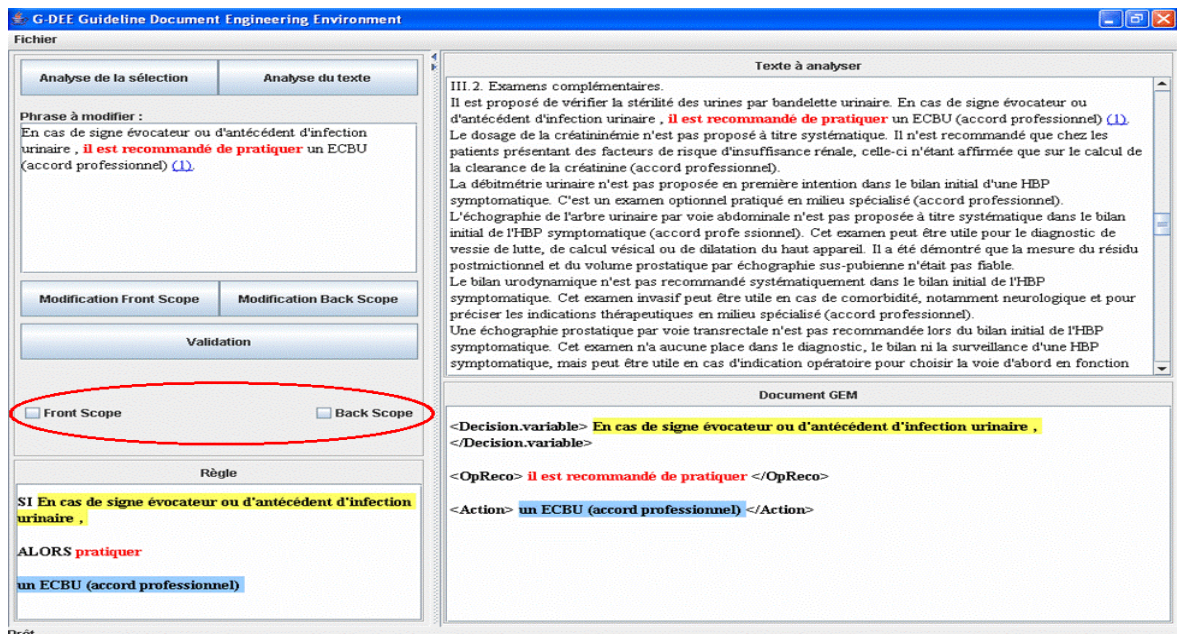 G-DEE Guideline Document Engineering Environment
Fichier
Analyse de la sélection
Analyse du texte
Phrase à modifier :
En cas de signe évocateur ou d'antécédent d'infection
urinaire , il est recommandé de pratiquer un ECBU
(accord professionnel) (1).
Modification Front Scope
Modification Back Scope
Validation
Front Scope
Back Scope
Règle
SI En cas de signe évocateur ou d'antécédent d'infection
urinaire ,
ALORS pratiquer
un ECBU (accord professionnel)
Texte à analyser
III.2. Examens complémentaires.
Il est proposé de vérifier la stérilité des urines par bandelette urinaire. En cas de signe évocateur ou
d'antécédent d'infection urinaire , il est recommandé de pratiquer un ECBU (accord professionnel) (1).
Le dosage de la créatininémie n'est pas proposé à titre systématique. Il n'est recommandé que chez les
patients présentant des facteurs de risque d'insuffisance rénale, celle-ci n'étant affirmée que sur le calcul de
la clearance de la créatinine (accord professionnel).
La débitmétrie urinaire n'est pas proposée en première intention dans le bilan initial d'une HBP
symptomatique. C'est un examen optionnel pratiqué en milieu spécialisé (accord professionnel).
L'échographie de l'arbre urinaire par voie abdominale n'est pas proposée à titre systématique dans le bilan
initial de l'HBP symptomatique (accord profe ssionnel). Cet examen peut être utile pour le diagnostic de
vessie de lutte, de calcul vésical ou de dilatation du haut appareil. Il a été démontré que la mesure du résidu
postmictionnel et du volume prostatique par échographie sus-pubienne n'était pas fiable.
Le bilan urodynamique n'est pas recommandé systématiquement dans le bilan initial de l'HBP
symptomatique. Cet examen invasif peut être utile en cas de comorbidité, notamment neurologique et pour
préciser les indications thérapeutiques en milieu spécialisé (accord professionnel).
Une échographie prostatique par voie transrectale n'est pas recommandée lors du bilan initial de l'HBP
symptomatique. Cet examen n'a aucune place dans le diagnostic, le bilan ni la surveillance d'une HBP
symptomatique, mais peut être utile en cas d'indication opératoire pour choisir la voie d'abord en fonction
Document GEM
<Decision.variable> En cas de signe évocateur ou d'antécédent d'infection urinaire ,
</Decision.variable>
<OpReco> il est recommandé de pratiquer </OpReco>
<Action> un ECBU (accord professionnel) </Action>
Prêt